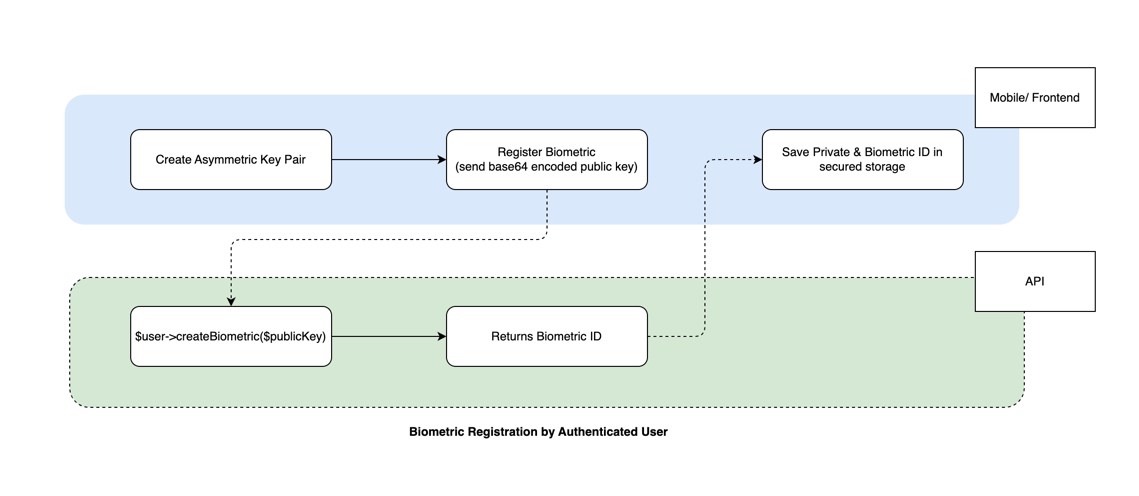 Mobile/ Frontend
Create Asymmetric Key Pair
Register Biometric
(send base64 encoded public key)
Save Private & Biometric ID in
secured storage
API
$user->createBiometric($publicKey)
Returns Biometric ID
Biometric Registration by Authenticated User